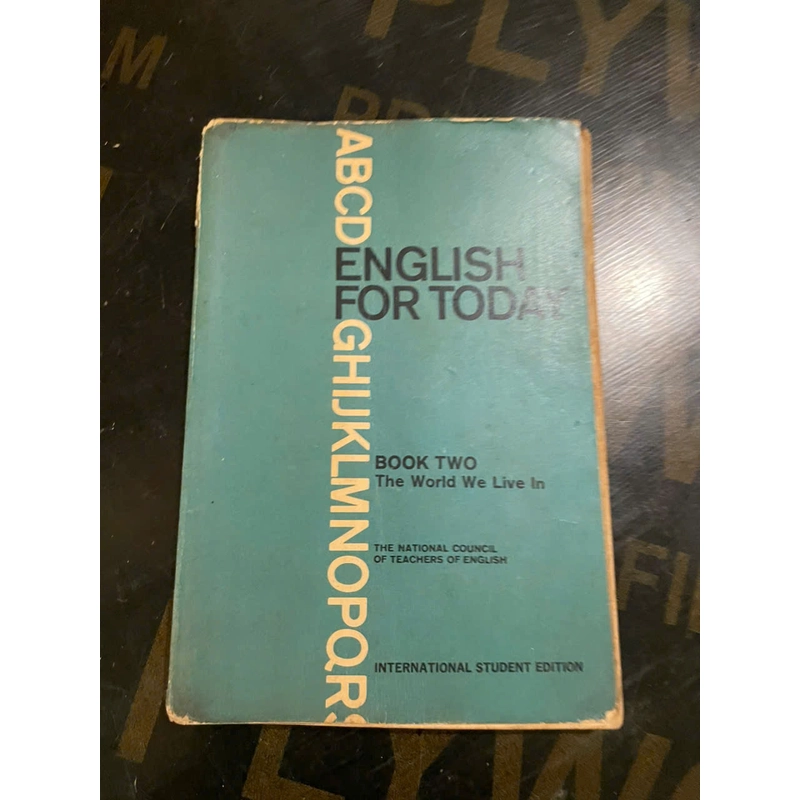 ABCD
ENGLISH
FOR TODAY
GHIJKLMNOPQRS
BOOK TWO
The World We Live In
THE NATIONAL COUNCIL
OF TEACHERS OF ENGLISH
INTERNATIONAL STUDENT EDITION